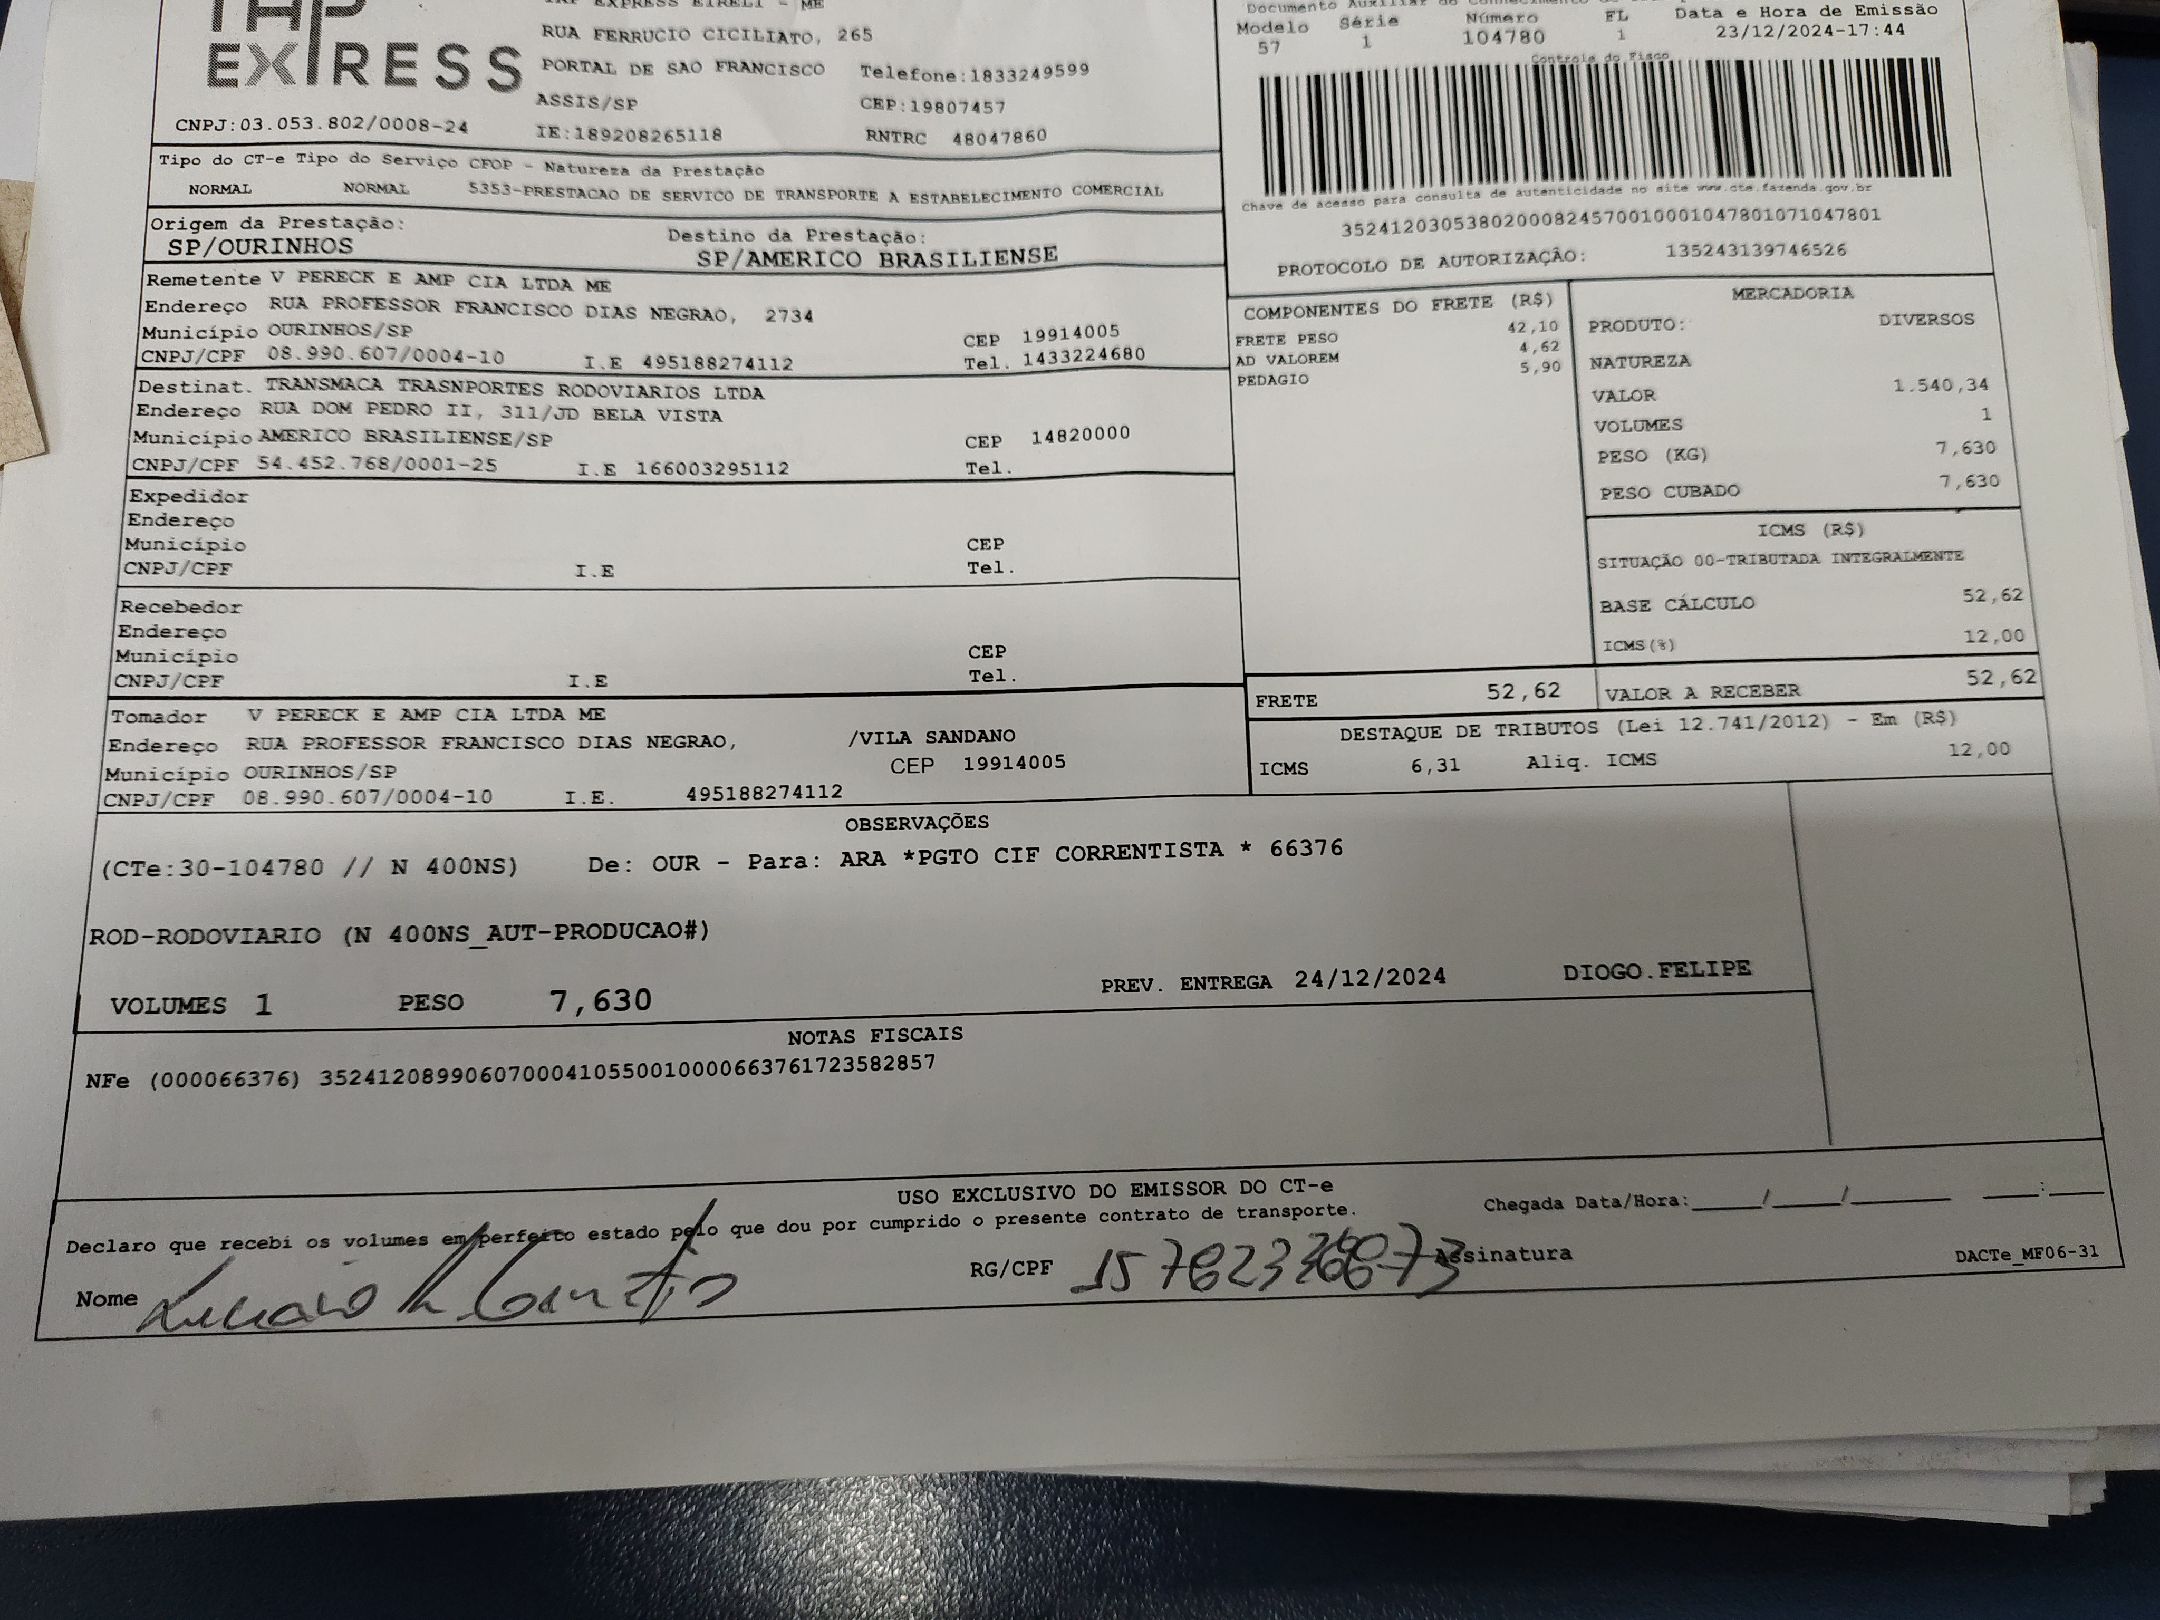 EXPRESS
EXPRESS EIRELI - ME
RUA FERRUCIO CICILIATO, 265
PORTAL DE SAO FRANCISCO Telefone:1833249599
ASSIS/SP CEP:19807457
CNPJ:03.053.802/0008-24 IE:189208265118 RNTRC 48047860
Documento Auxiliar do Conhecimento de
Modelo Série Número FL Data e Hora de Emissão
57 1 104780 1 23/12/2024-17:44
Controle do Fisco
Chave de acesso para consulta de autenticidade no site www.cte.fazenda.gov.br
35241203053802000824570010001047801071047801
PROTOCOLO DE AUTORIZAÇÃO: 135243139746526
Tipo do CT-e Tipo do Serviço CFOP - Natureza da Prestação
NORMAL NORMAL 5353-PRESTACAO DE SERVICO DE TRANSPORTE A ESTABELECIMENTO COMERCIAL
Origem da Prestação: Destino da Prestação:
SP/OURINHOS SP/AMERICO BRASILIENSE
Remetente V PERECK E AMP CIA LTDA ME
Endereço RUA PROFESSOR FRANCISCO DIAS NEGRAO, 2734
Município OURINHOS/SP CEP 19914005
CNPJ/CPF 08.990.607/0004-10 I.E 495188274112 Tel. 1433224680
Destinat. TRANSMACA TRASNPORTES RODOVIARIOS LTDA
Endereço RUA DOM PEDRO II, 311/JD BELA VISTA
Município AMERICO BRASILIENSE/SP CEP 14820000
CNPJ/CPF 54.452.768/0001-25 I.E 166003295112 Tel.
Expedidor
Endereço
Município CEP
CNPJ/CPF I.E Tel.
Recebedor
Endereço
Município CEP
CNPJ/CPF I.E Tel.
Tomador V PERECK E AMP CIA LTDA ME
Endereço RUA PROFESSOR FRANCISCO DIAS NEGRAO, /VILA SANDANO
Município OURINHOS/SP CEP 19914005
CNPJ/CPF 08.990.607/0004-10 I.E. 495188274112
COMPONENTES DO FRETE (R$)
FRETE PESO 42,10
AD VALOREM 4,62
PEDAGIO 5,90
MERCADORIA
PRODUTO: DIVERSOS
NATUREZA
VALOR 1.540,34
VOLUMES 1
PESO (KG) 7,630
PESO CUBADO 7,630
ICMS (R$)
SITUAÇÃO 00-TRIBUTADA INTEGRALMENTE
BASE CÁLCULO 52,62
ICMS(%) 12,00
FRETE 52,62 VALOR A RECEBER 52,62
DESTAQUE DE TRIBUTOS (Lei 12.741/2012) - Em (R$)
ICMS 6,31 Aliq. ICMS 12,00
OBSERVAÇÕES
(CTe:30-104780 // N 400NS) De: OUR - Para: ARA *PGTO CIF CORRENTISTA * 66376
ROD-RODOVIARIO (N 400NS_AUT-PRODUCAO#)
VOLUMES 1 PESO 7,630 PREV. ENTREGA 24/12/2024 DIOGO.FELIPE
NOTAS FISCAIS
NFe (000066376) 35241208990607000410550010000663761723582857
USO EXCLUSIVO DO EMISSOR DO CT-e
Declaro que recebi os volumes em perfeito estado pelo que dou por cumprido o presente contrato de transporte. Chegada Data/Hora:____/____/______ ___:___
Nome RG/CPF Assinatura DACTe_MF06-31